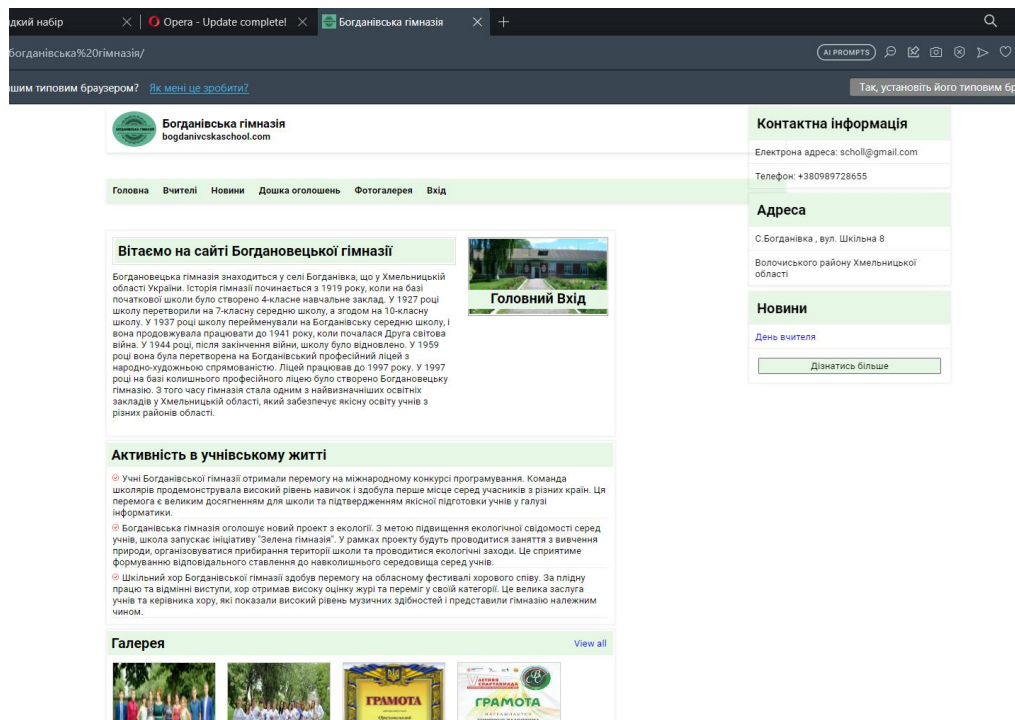 дкий набір
Opera - Update complete!
Богданівська гімназія
богданівська%20гімназія/
AI PROMPTS
шим типовим браузером? Як мені це зробити?
Так, установіть його типовим бр
БОГДАНІВСЬКА ГІМНАЗІЯ
Богданівська гімназія
bogdanivcskaschool.com
Головна Вчителі Новини Дошка оголошень Фотогалерея Вхід
Вітаємо на сайті Богдановецької гімназії
Богдановецька гімназія знаходиться у селі Богданівка, що у Хмельницькій
області України. Історія гімназії починається з 1919 року, коли на базі
початкової школи було створено 4-класне навчальне заклад. У 1927 році
школу перетворили на 7-класну середню школу, а згодом на 10-класну
школу. У 1937 році школу перейменували на Богданівську середню школу, і
вона продовжувала працювати до 1941 року, коли почалася Друга світова
війна. У 1944 році, після закінчення війни, школу було відновлено. У 1959
році вона була перетворена на Богданівський професійний ліцей з
народно-художньою спрямованістю. Ліцей працював до 1997 року. У 1997
році на базі колишнього професійного ліцею було створено Богдановецьку
гімназію. З того часу гімназія стала одним з найвизначніших освітніх
закладів у Хмельницькій області, який забезпечує якісну освіту учнів з
різних районів області.
Головний Вхід
Активність в учнівському житті
Учні Богданівської гімназії отримали перемогу на міжнародному конкурсі програмування. Команда
школярів продемонструвала високий рівень навичок і здобула перше місце серед учасників з різних країн. Ця
перемога є великим досягненням для школи та підтвердженням якісної підготовки учнів у галузі
інформатики.
Богданівська гімназія оголошує новий проект з екології. З метою підвищення екологічної свідомості серед
учнів, школа запускає ініціативу "Зелена гімназія". У рамках проекту будуть проводитися заняття з вивчення
природи, організовуватися прибирання території школи та проводитися екологічні заходи. Це сприятиме
формуванню відповідального ставлення до навколишнього середовища серед учнів.
Шкільний хор Богданівської гімназії здобув перемогу на обласному фестивалі хорового співу. За плідну
працю та відмінні виступи, хор отримав високу оцінку журі та переміг у своїй категорії. Це велика заслуга
учнів та керівника хору, які показали високий рівень музичних здібностей і представили гімназію належним
чином.
Галерея
View all
ГРАМОТА
ГРАМОТА
Контактна інформація
Електрона адреса: scholl@gmail.com
Телефон: +380989728655
Адреса
С.Богданівка , вул. Шкільна 8
Волочиського району Хмельницької
області
Новини
День вчителя
Дізнатись більше